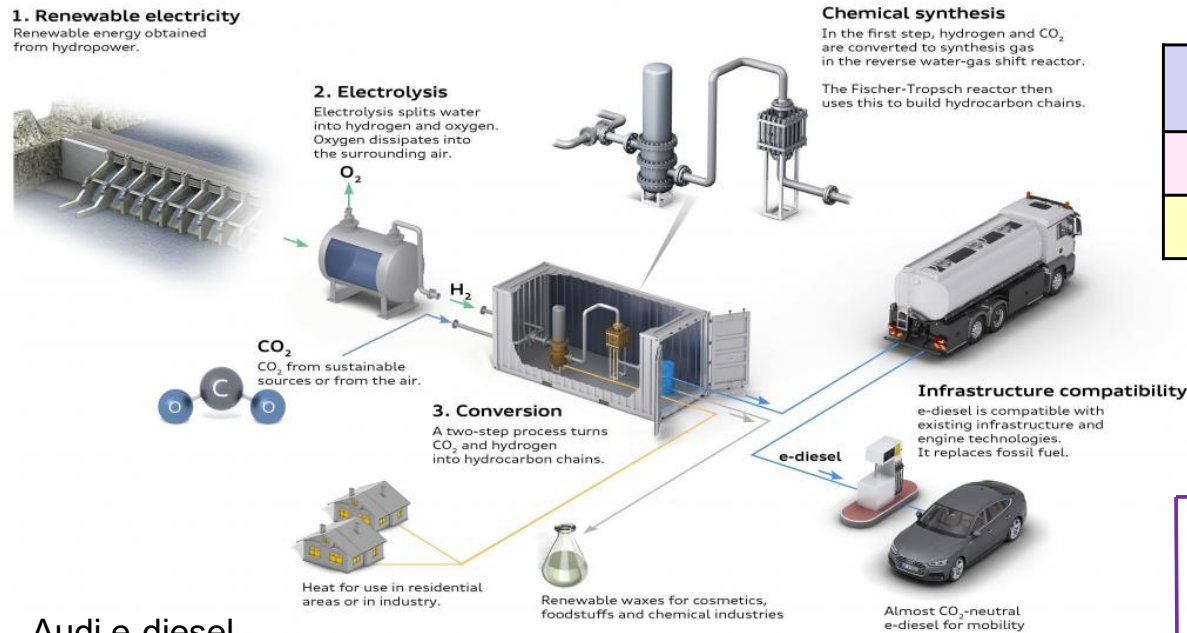 1. Renewable electricity
Renewable energy obtained
from hydropower.
2. Electrolysis
Electrolysis splits water
into hydrogen and oxygen.
Oxygen dissipates into
the surrounding air.
O₂
H₂
Chemical synthesis
In the first step, hydrogen and CO₂
are converted to synthesis gas
in the reverse water-gas shift reactor.
The Fischer-Tropsch reactor then
uses this to build hydrocarbon chains.
CO₂
CO₂ from sustainable
sources or from the air.
O C O
3. Conversion
A two-step process turns
CO₂ and hydrogen
into hydrocarbon chains.
Infrastructure compatibility
e-diesel is compatible with
existing infrastructure and
engine technologies.
It replaces fossil fuel.
e-diesel
Heat for use in residential
areas or in industry.
Renewable waxes for cosmetics,
foodstuffs and chemical industries
Almost CO₂-neutral
e-diesel for mobility
Audi e-diesel